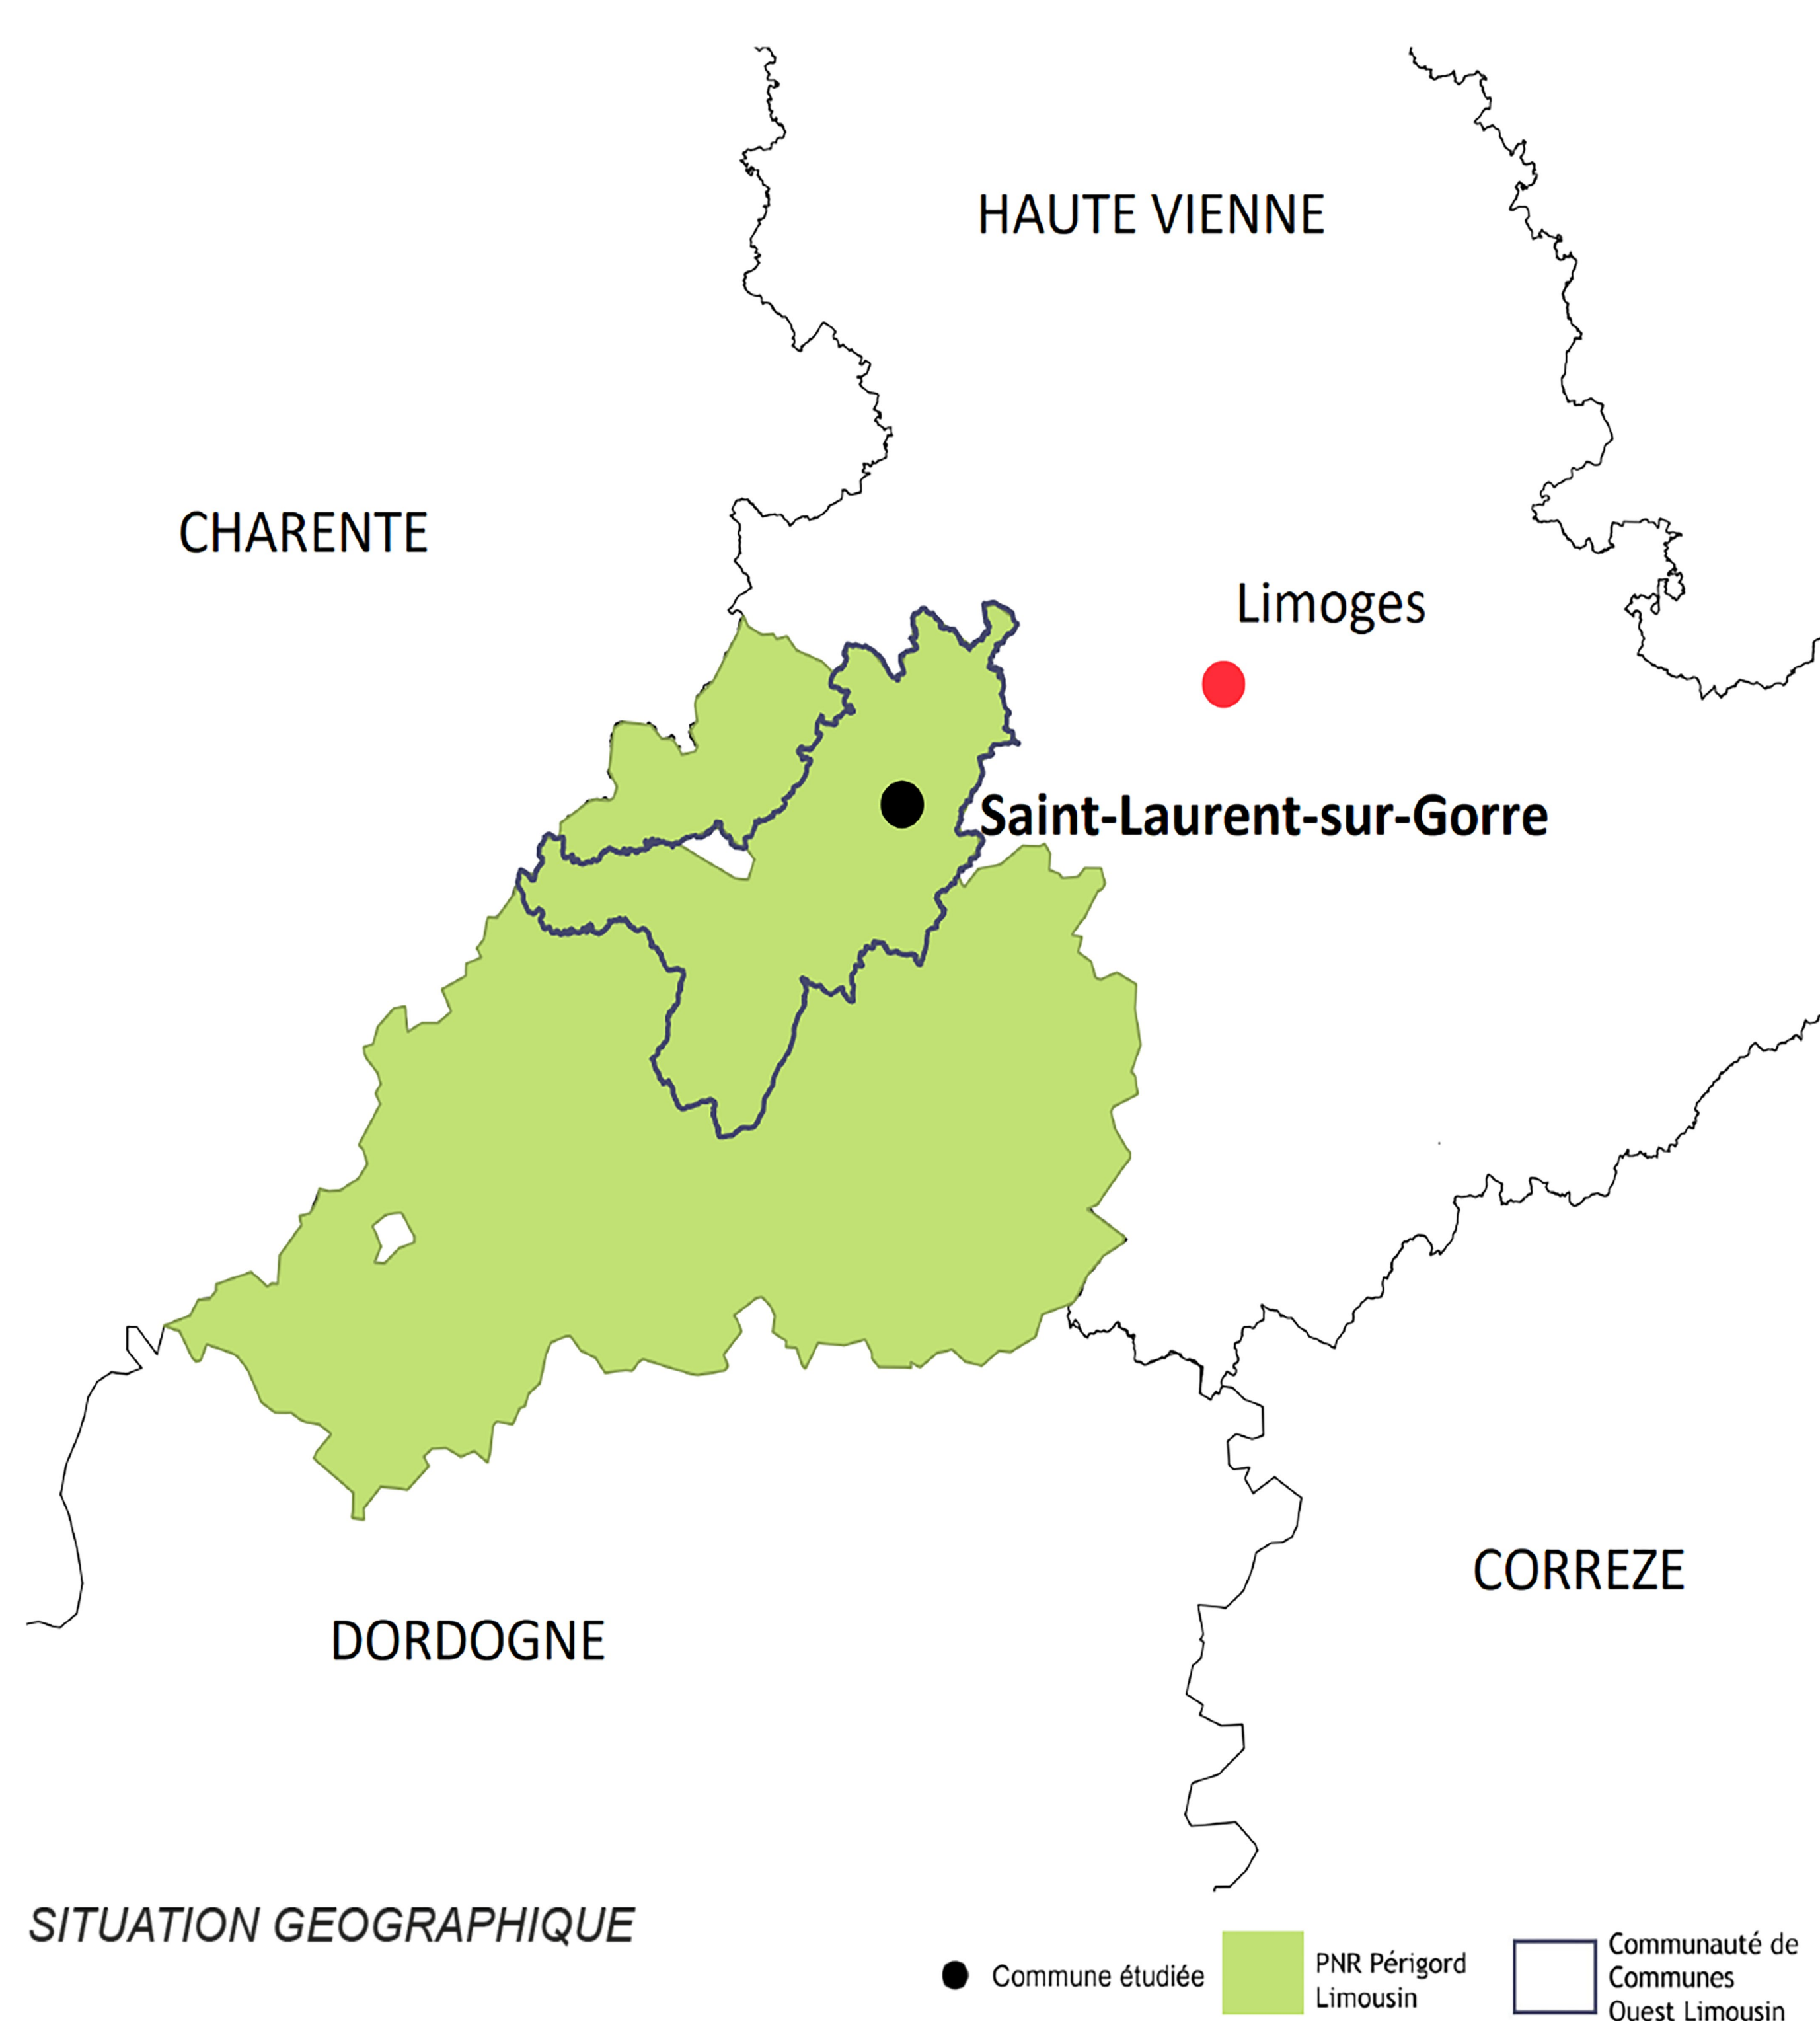 HAUTE VIENNE
CHARENTE
Limoges
Saint-Laurent-sur-Gorre
CORREZE
DORDOGNE
SITUATION GEOGRAPHIQUE
Commune étudiée
PNR Périgord
Limousin
Communauté de
Communes
Ouest Limousin